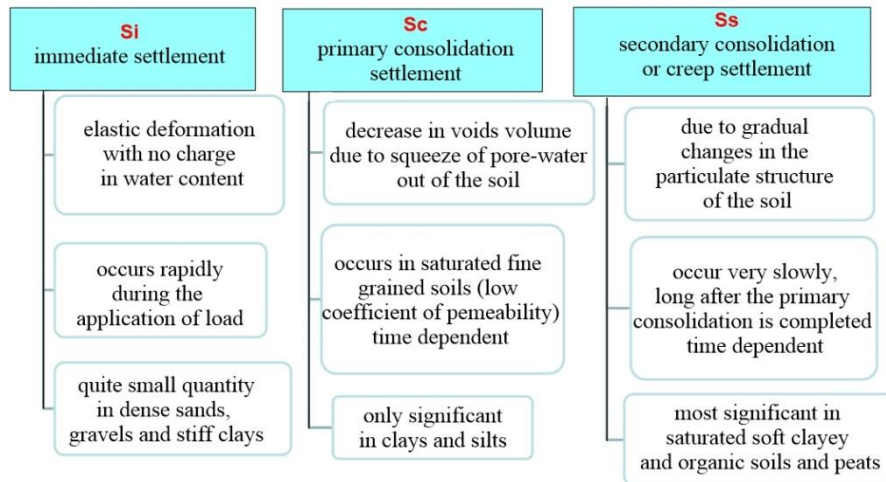 Si
immediate settlement
elastic deformation
with no charge
in water content
occurs rapidly
during the
application of load
quite small quantity
in dense sands,
gravels and stiff clays
Sc
primary consolidation
settlement
decrease in voids volume
due to squeeze of pore-water
out of the soil
occurs in saturated fine
grained soils (low
coefficient of pemeability)
time dependent
only significant
in clays and silts
Ss
secondary consolidation
or creep settlement
due to gradual
changes in the
particulate structure
of the soil
occur very slowly,
long after the primary
consolidation is completed
time dependent
most significant in
saturated soft clayey
and organic soils and peats